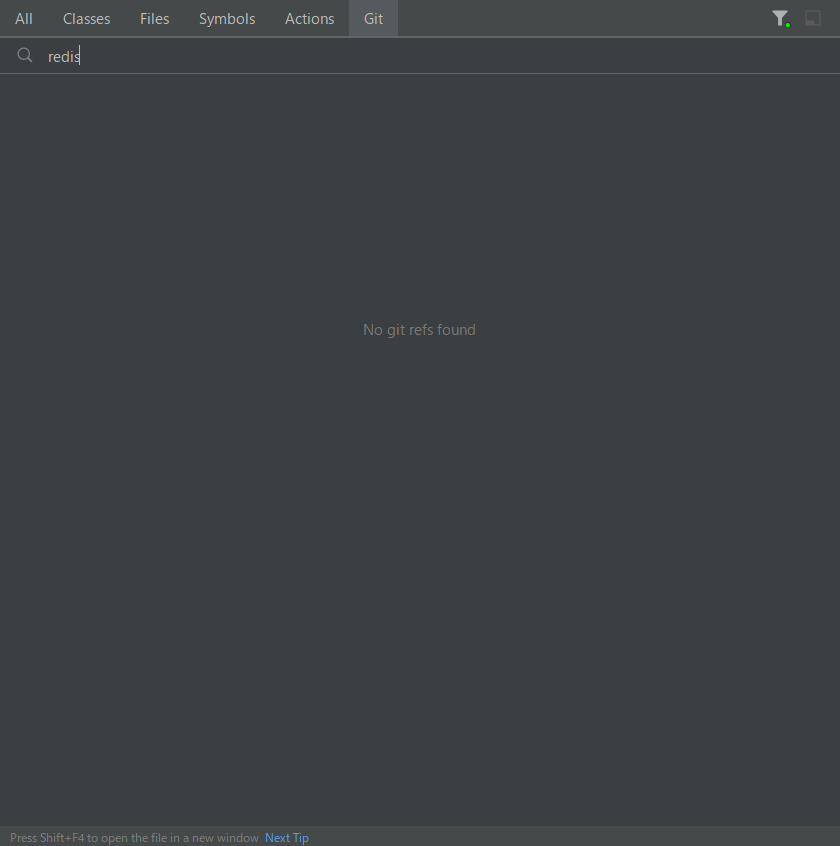 All Classes Files Symbols Actions Git
redis
No git refs found
Press Shift+F4 to open the file in a new window Next Tip